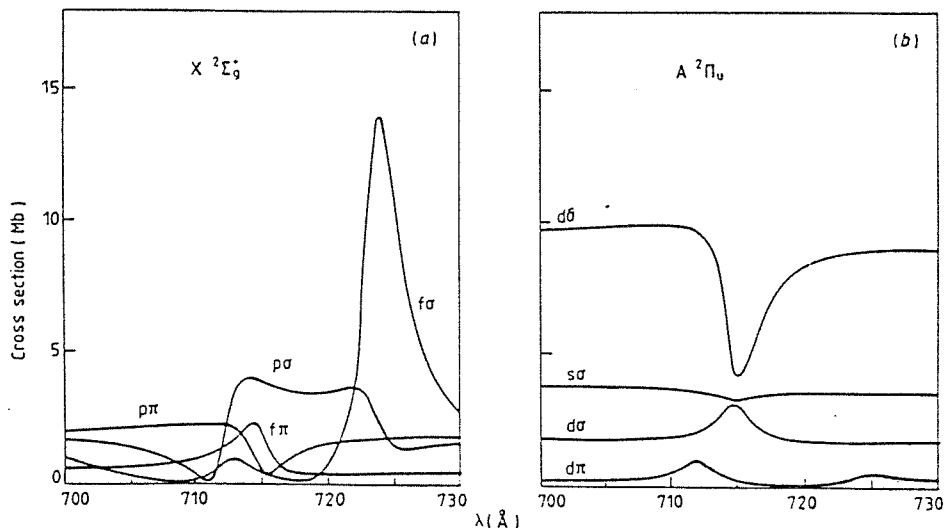 (a)
X ²Σg⁺
Cross section (Mb)
15
10
5
0
fσ
pσ
pπ
fπ
700
710
720
730
(b)
A ²Πu
dδ
sσ
dσ
dπ
700
710
720
730
λ(Å)